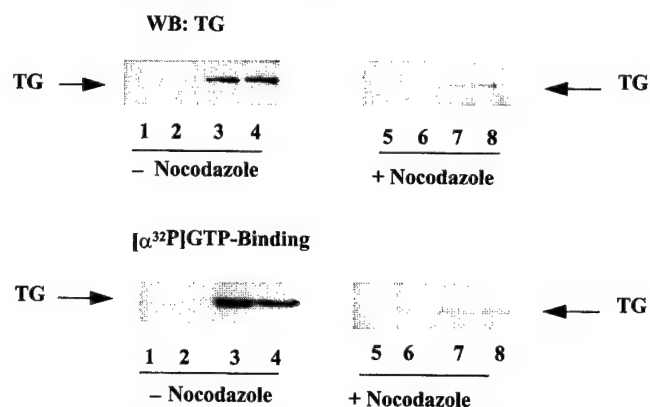 WB: TG
TG TG
1 2 3 4 5 6 7 8
– Nocodazole + Nocodazole
[α³²P]GTP-Binding
TG TG
1 2 3 4 5 6 7 8
– Nocodazole + Nocodazole